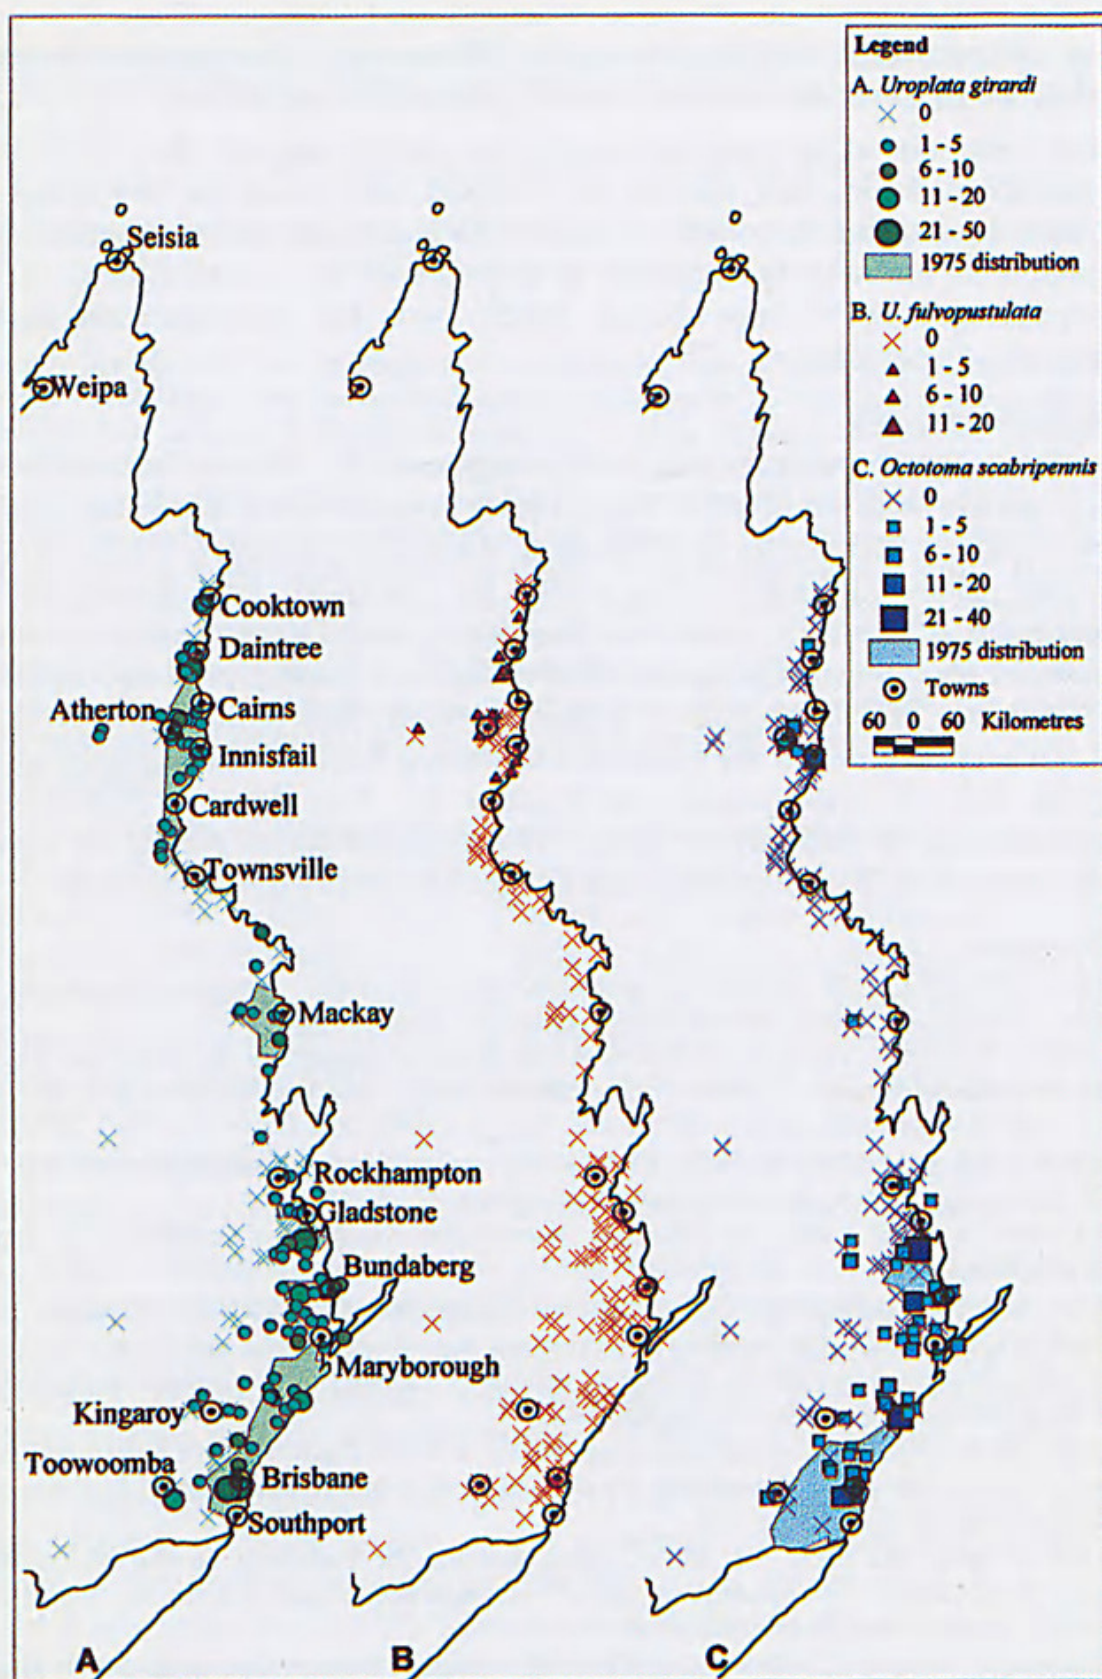 Legend
A. Uroplata girardi
0
1 - 5
6 - 10
11 - 20
21 - 50
1975 distribution
B. U. fulvopustulata
0
1 - 5
6 - 10
11 - 20
C. Octotoma scabripennis
0
1 - 5
6 - 10
11 - 20
21 - 40
1975 distribution
Towns
60 0 60 Kilometres
Seisia
Weipa
Cooktown
Daintree
Atherton
Cairns
Innisfail
Cardwell
Townsville
Mackay
Rockhampton
Gladstone
Bundaberg
Maryborough
Kingaroy
Toowoomba
Brisbane
Southport
A
B
C